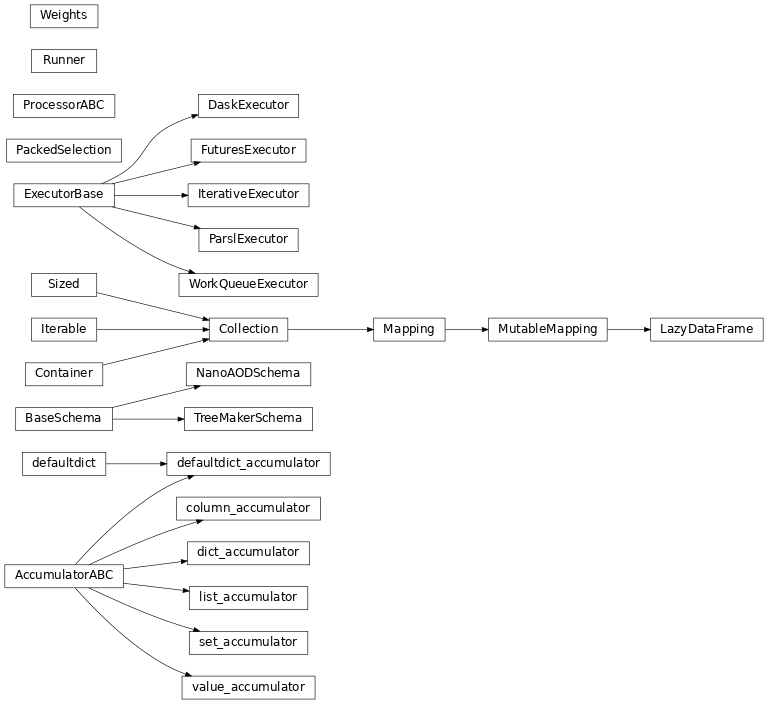 Weights
Runner
ProcessorABC
DaskExecutor
PackedSelection
FuturesExecutor
ExecutorBase
IterativeExecutor
ParslExecutor
Sized
WorkQueueExecutor
Iterable
Collection
Mapping
MutableMapping
LazyDataFrame
Container
NanoAODSchema
BaseSchema
TreeMakerSchema
defaultdict
defaultdict_accumulator
column_accumulator
dict_accumulator
AccumulatorABC
list_accumulator
set_accumulator
value_accumulator